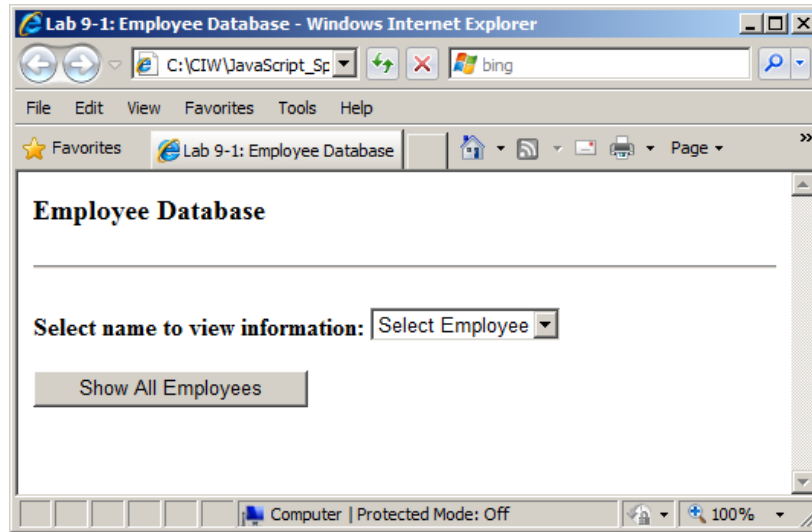 Lab 9-1: Employee Database - Windows Internet Explorer
C:\CIW\JavaScript_Sp
bing
File Edit View Favorites Tools Help
Favorites Lab 9-1: Employee Database Page »
Employee Database
Select name to view information: Select Employee
Show All Employees
Computer | Protected Mode: Off 100%